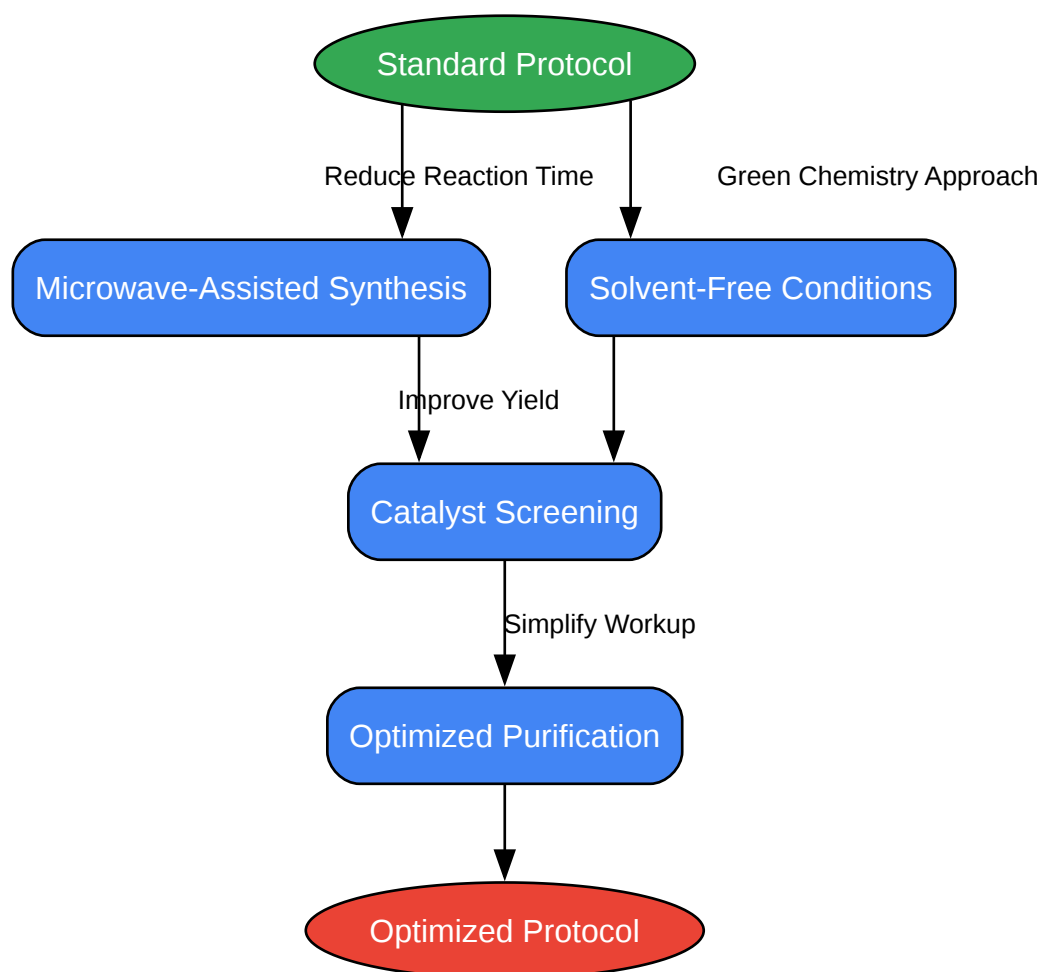 Standard Protocol
Reduce Reaction Time
Green Chemistry Approach
Microwave-Assisted Synthesis
Solvent-Free Conditions
Improve Yield
Catalyst Screening
Simplify Workup
Optimized Purification
Optimized Protocol